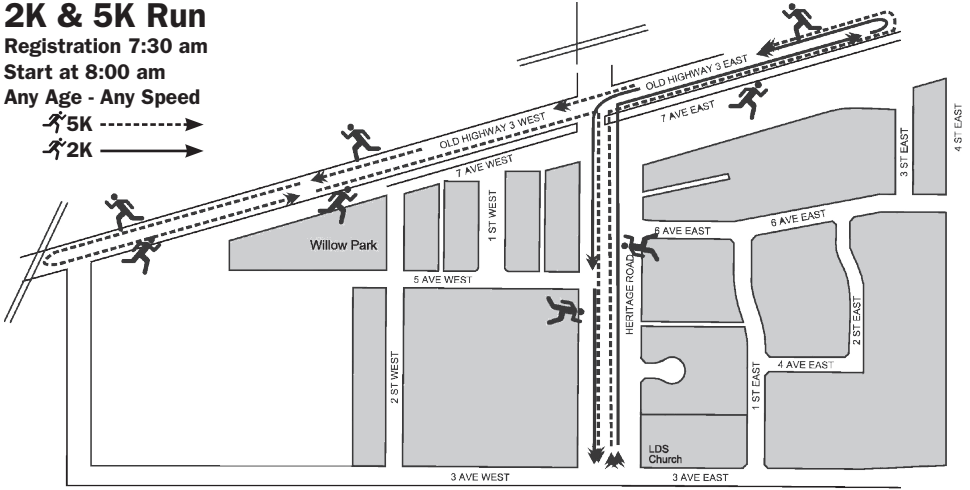 2K & 5K Run
Registration 7:30 am
Start at 8:00 am
Any Age - Any Speed
5K
2K
OLD HIGHWAY 3 EAST
7 AVE EAST
OLD HIGHWAY 3 WEST
7 AVE WEST
3 ST EAST
4 ST EAST
1 ST WEST
Willow Park
6 AVE EAST
6 AVE EAST
5 AVE WEST
HERITAGE ROAD
2 ST EAST
2 ST WEST
1 ST EAST
4 AVE EAST
LDS
Church
3 AVE WEST
3 AVE EAST